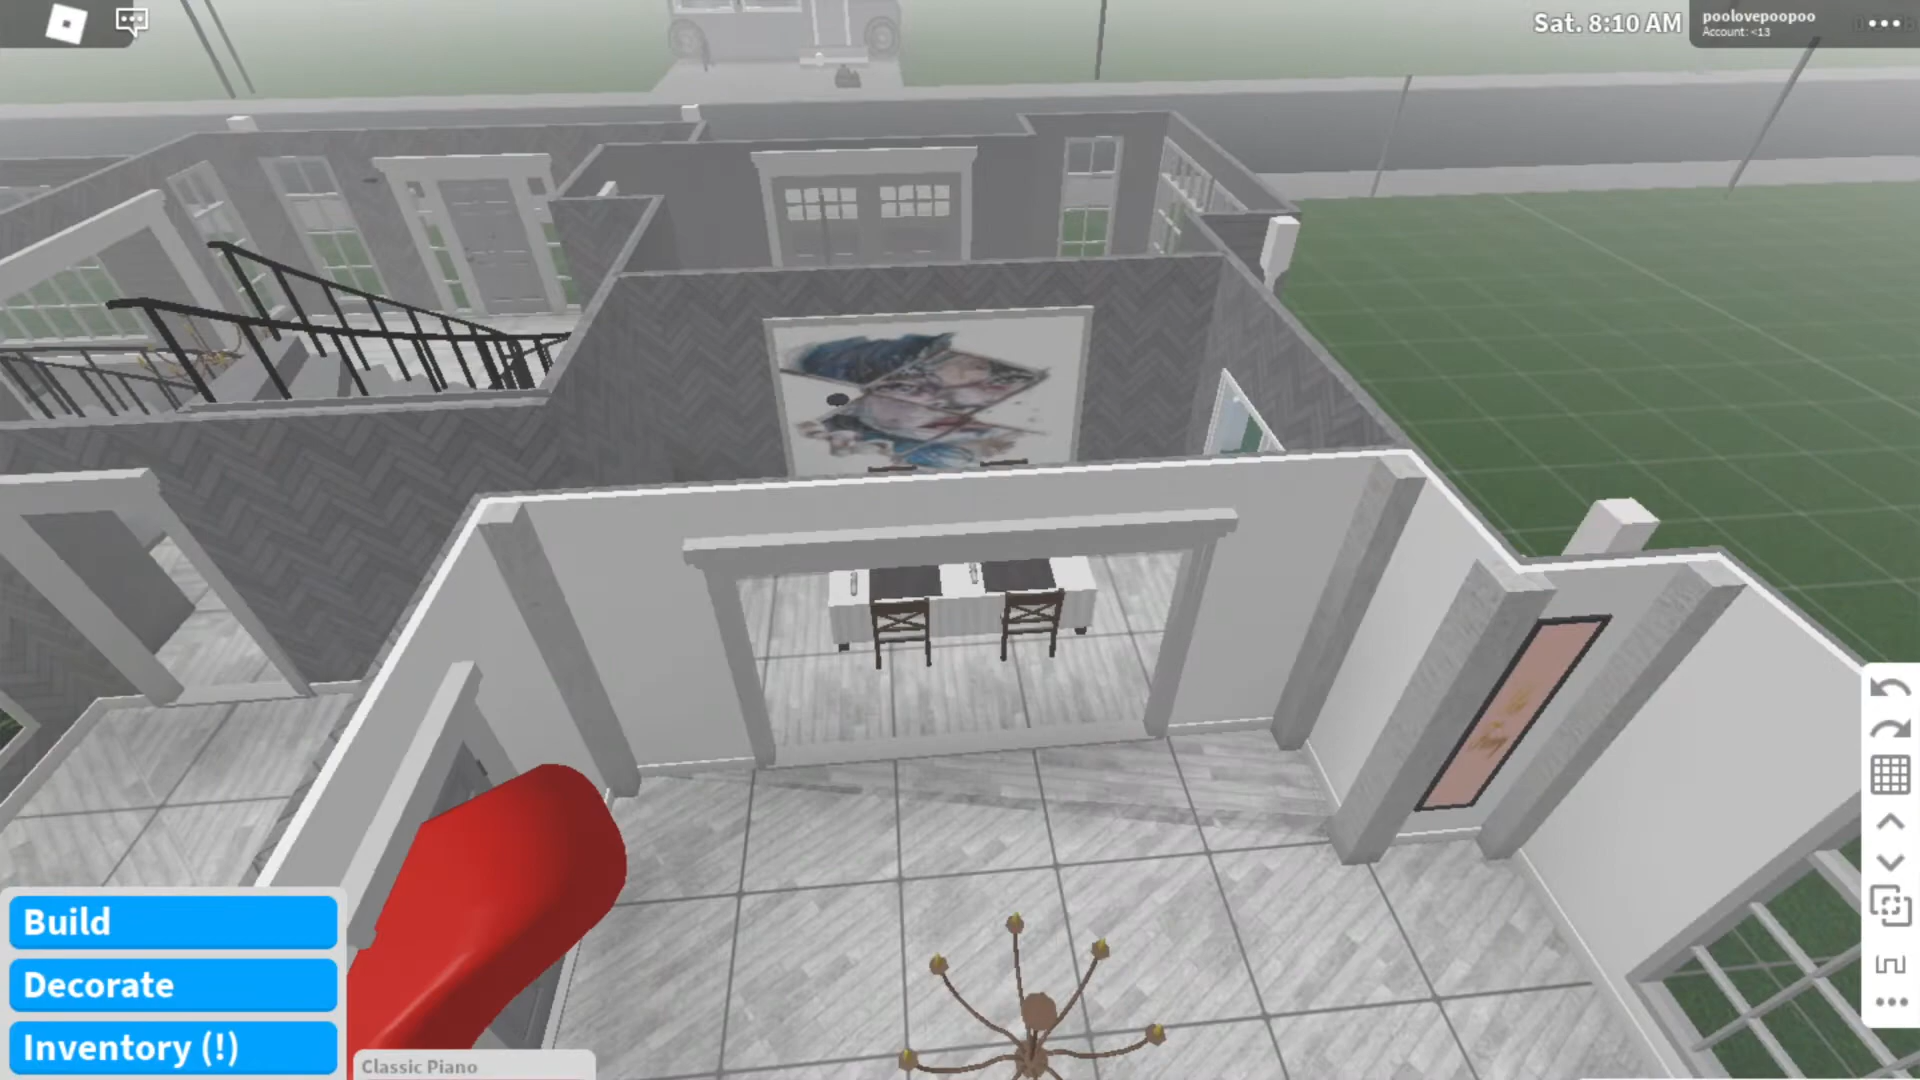 Sat. 8:10 AM
poolovepoopoo
Account: <13
Build
Decorate
Inventory (!)
Classic Piano